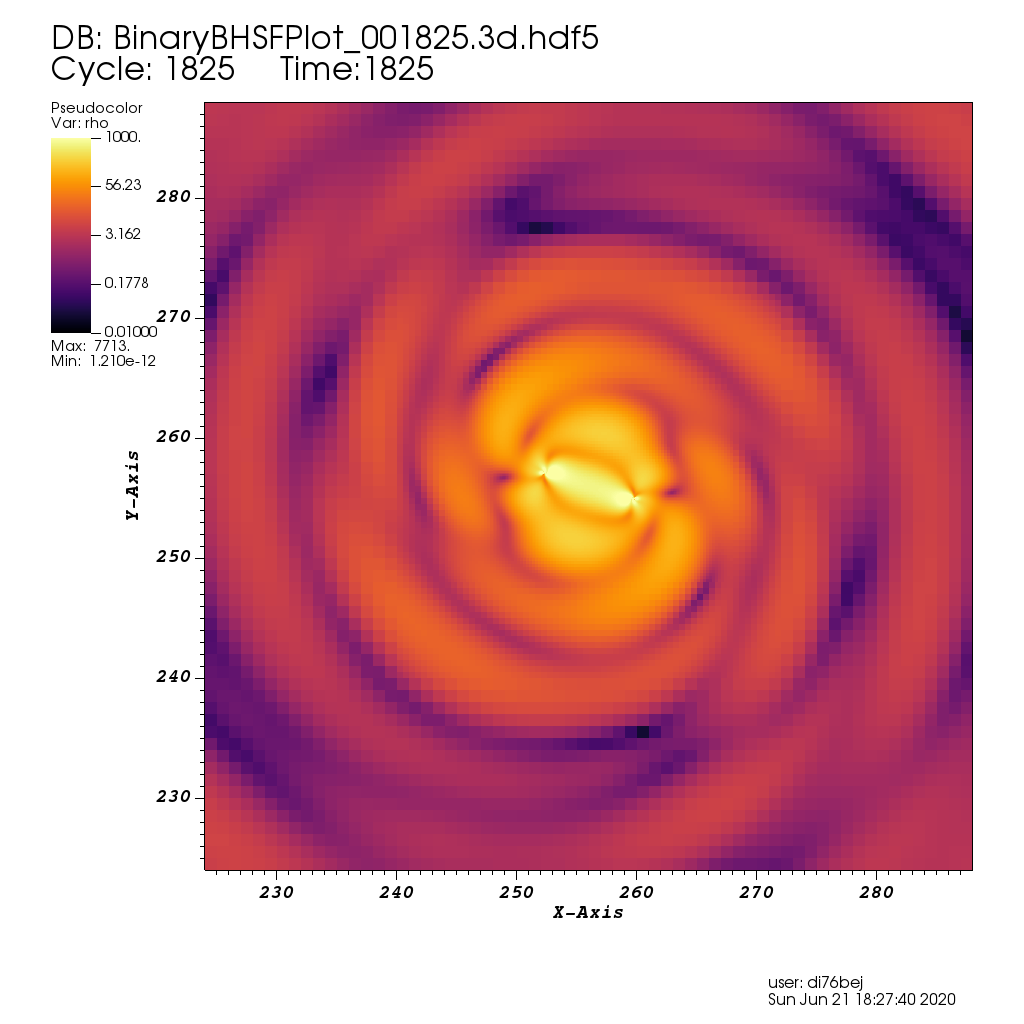 DB: BinaryBHSFPlot_001825.3d.hdf5
Cycle: 1825 Time:1825
Pseudocolor
Var: rho
1000.
56.23
3.162
0.1778
0.01000
Max: 7713.
Min: 1.210e-12
280
270
260
250
240
230
Y-Axis
230 240 250 260 270 280
X-Axis
user: di76bej
Sun Jun 21 18:27:40 2020